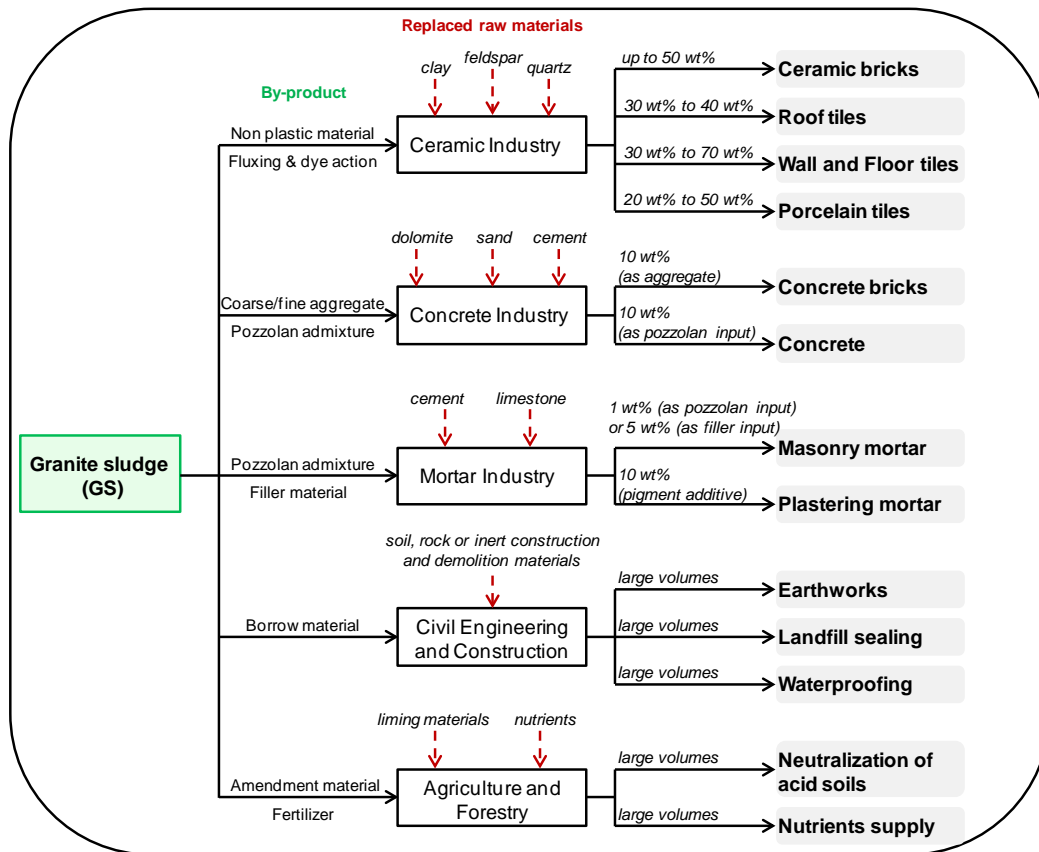 Replaced raw materials
feldspar
clay
quartz
up to 50 wt%
Ceramic bricks
By-product
Non plastic material
Fluxing & dye action
Ceramic Industry
30 wt% to 40 wt%
Roof tiles
30 wt% to 70 wt%
Wall and Floor tiles
20 wt% to 50 wt%
Porcelain tiles
dolomite
sand
cement
Coarse/fine aggregate
Pozzolan admixture
Concrete Industry
10 wt%
(as aggregate)
Concrete bricks
10 wt%
(as pozzolan input)
Concrete
cement
limestone
Granite sludge
(GS)
Pozzolan admixture
Filler material
Mortar Industry
1 wt% (as pozzolan input)
or 5 wt% (as filler input)
Masonry mortar
10 wt%
(pigment additive)
Plastering mortar
soil, rock or inert construction
and demolition materials
Borrow material
Civil Engineering
and Construction
large volumes
Earthworks
large volumes
Landfill sealing
large volumes
Waterproofing
liming materials
nutrients
Amendment material
Fertilizer
Agriculture and
Forestry
large volumes
Neutralization of
acid soils
large volumes
Nutrients supply